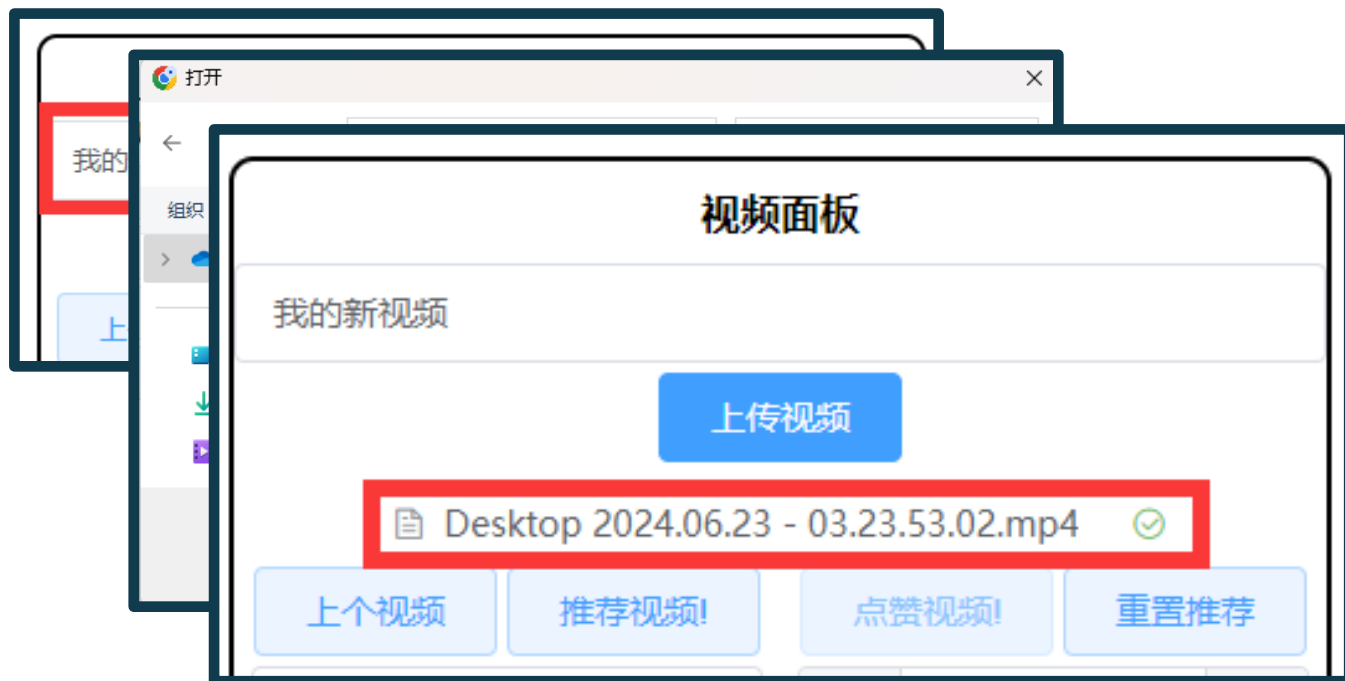 打开
我的
组织
上
视频面板
我的新视频
上传视频
Desktop 2024.06.23 - 03.23.53.02.mp4
上个视频 推荐视频! 点赞视频! 重置推荐